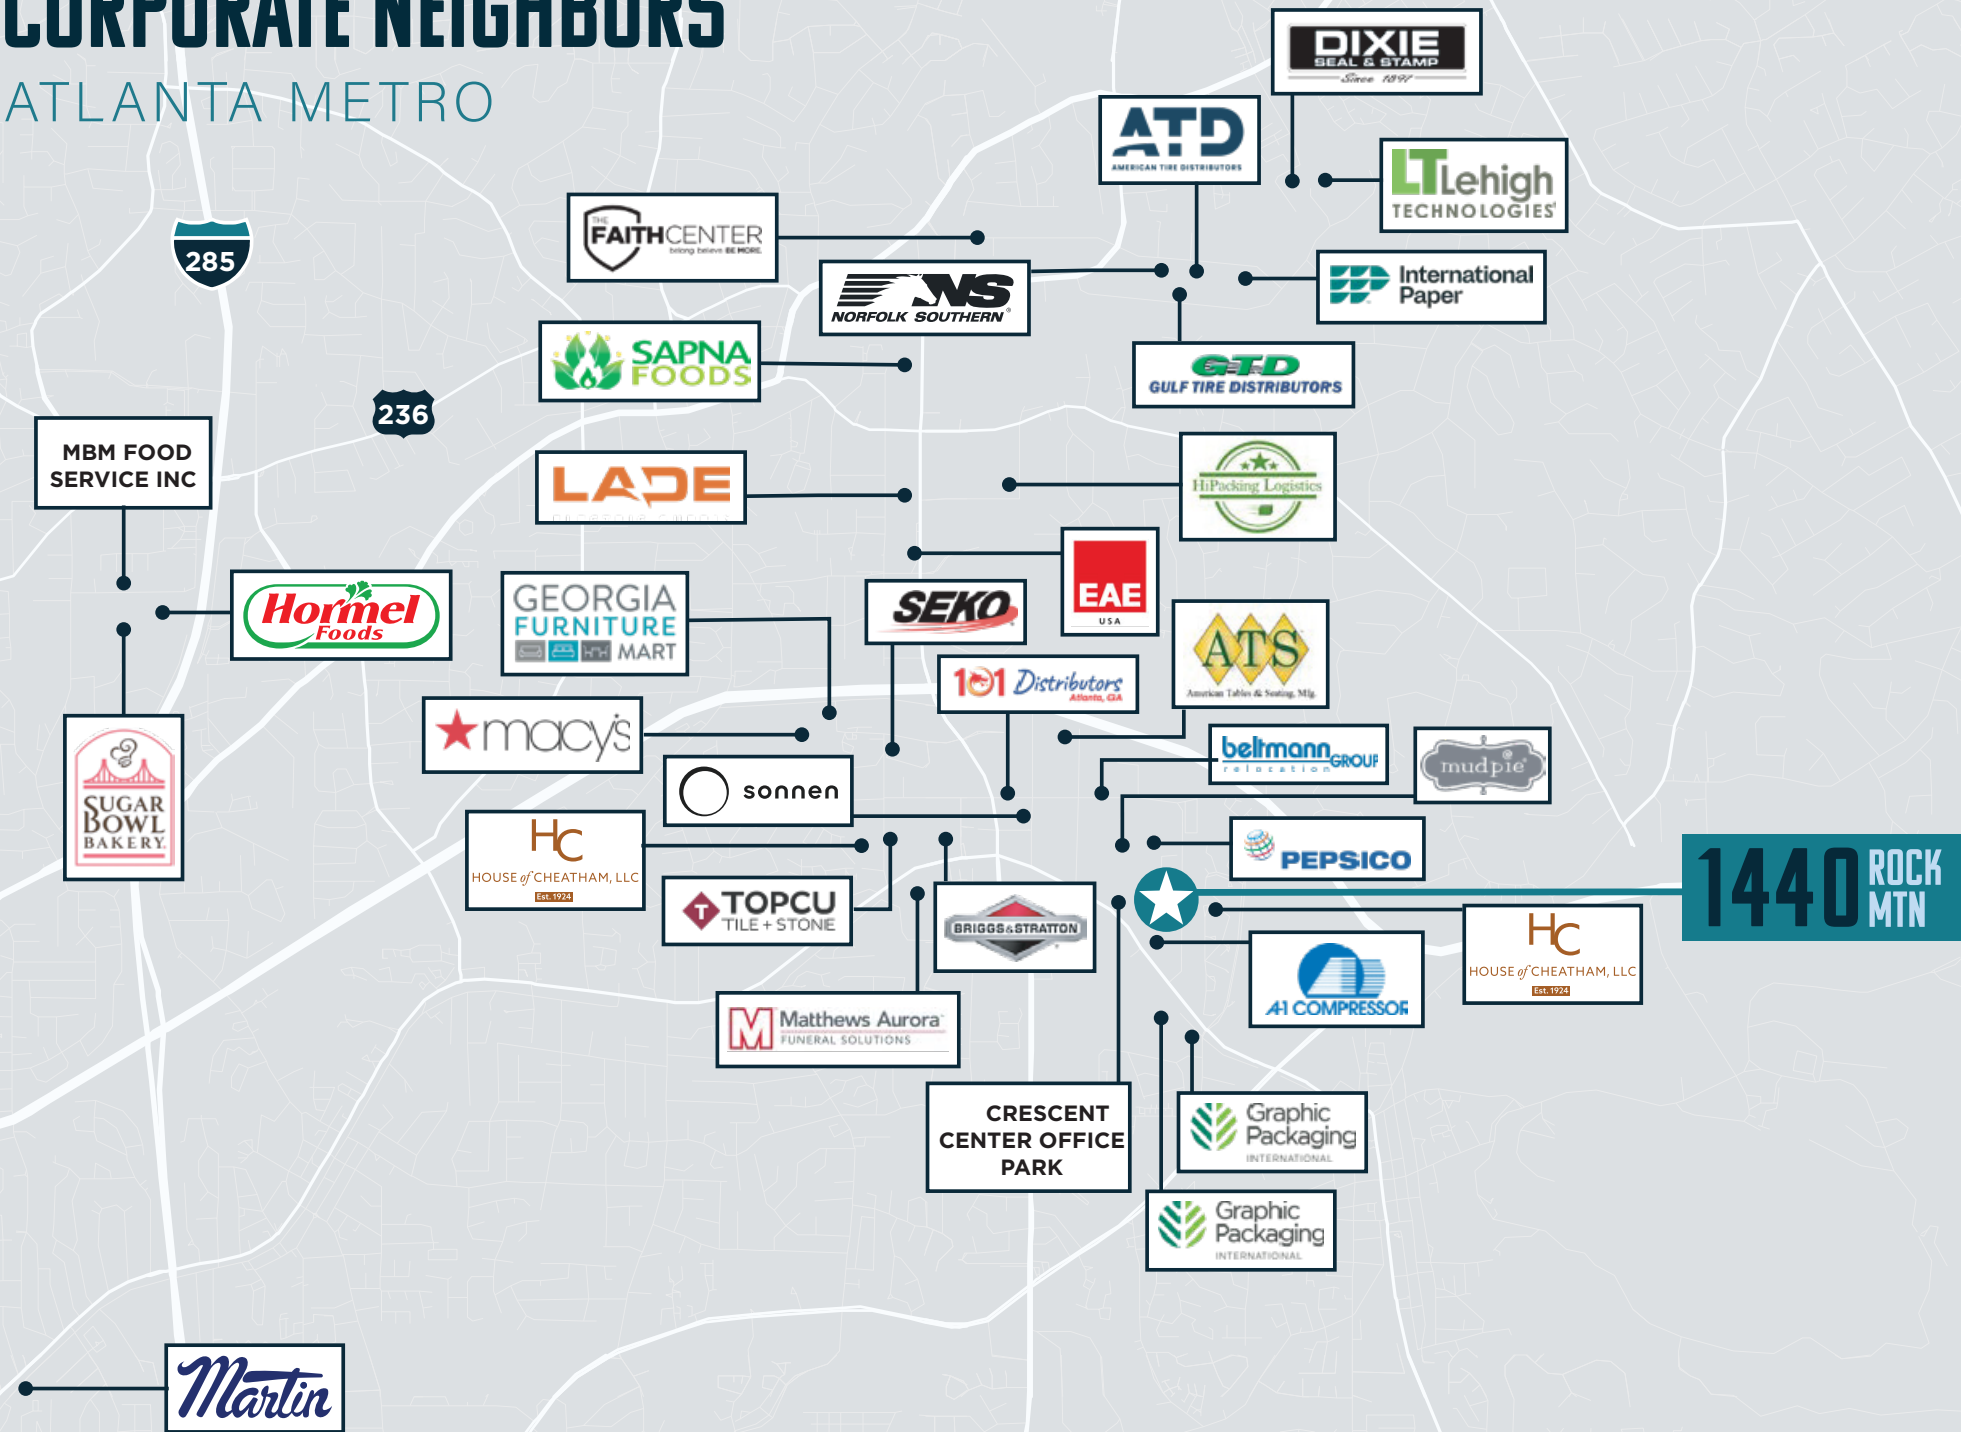 CORPORATE NEIGHBORS
ATLANTA METRO
DIXIE
SEAL & STAMP
Since 1897
ATD
AMERICAN TIRE DISTRIBUTORS
LT Lehigh
TECHNOLOGIES
THE
FAITHCENTER
belong believe BE MORE.
285
NS
NORFOLK SOUTHERN
International
Paper
SAPNA
FOODS
GTD
GULF TIRE DISTRIBUTORS
236
MBM FOOD
SERVICE INC
LADE
HiPacking Logistics
EAE
USA
Hormel
Foods
GEORGIA
FURNITURE
MART
SEKO
ATS
American Tables & Seating, Mfg.
101 Distributors
Atlanta, GA
macy's
beltmann GROUP
relocation
mudpie
SUGAR
BOWL
BAKERY
sonnen
HC
HOUSE of CHEATHAM, LLC
Est. 1924
PEPSICO
1440 ROCK
MTN
T TOPCU
TILE + STONE
BRIGGS & STRATTON
HC
HOUSE of CHEATHAM, LLC
Est. 1924
A-1 COMPRESSOR
M Matthews Aurora
FUNERAL SOLUTIONS
CRESCENT
CENTER OFFICE
PARK
Graphic
Packaging
INTERNATIONAL
Graphic
Packaging
INTERNATIONAL
Martin